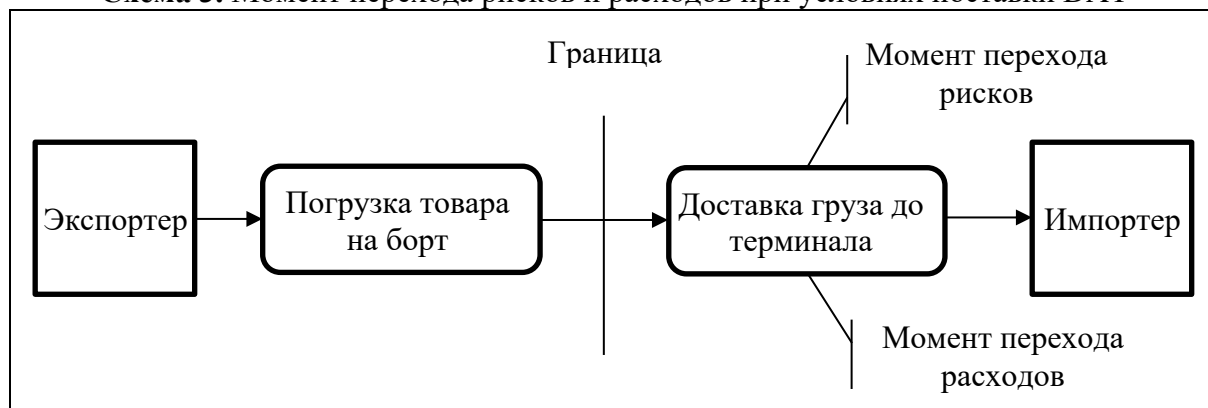 Схема 3. Момент перехода рисков и расходов при условиях поставки DAT
Граница
Момент перехода
рисков
Экспортер
Погрузка товара
на борт
Доставка груза до
терминала
Импортер
Момент перехода
расходов